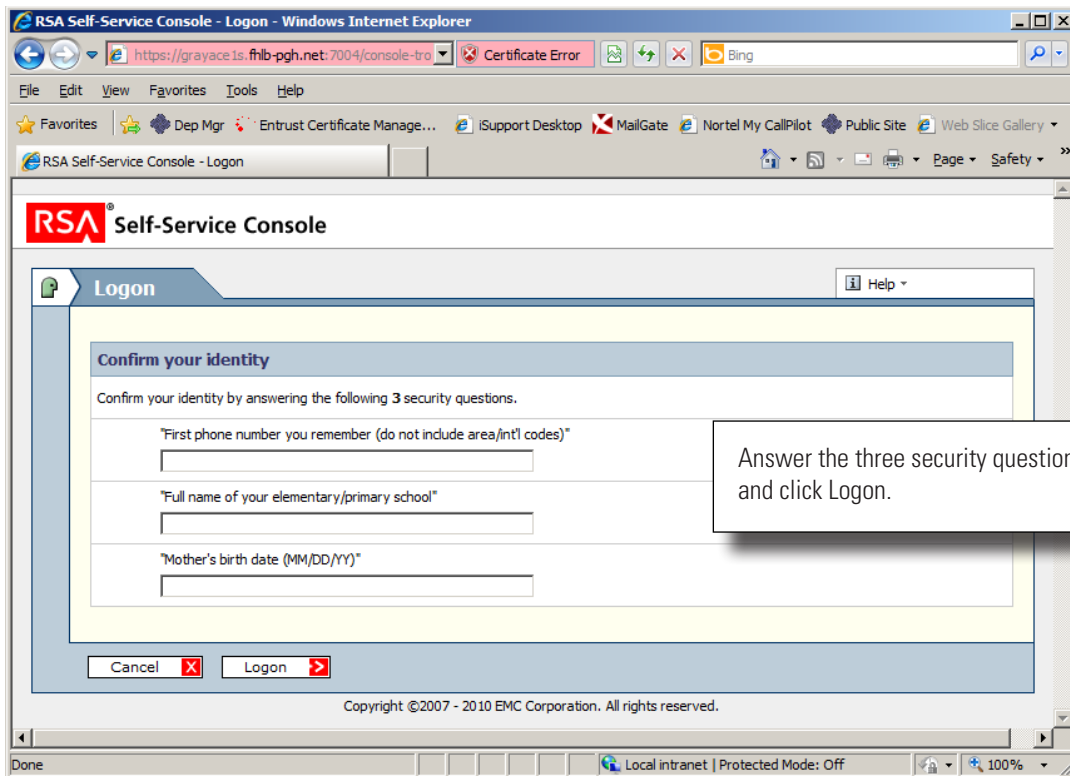 RSA Self-Service Console - Logon - Windows Internet Explorer
https://grayace1s.fhlb-pgh.net:7004/console-tro
Certificate Error
Bing
File Edit View Favorites Tools Help
Favorites Dep Mgr Entrust Certificate Manage... iSupport Desktop MailGate Nortel My CallPilot Public Site Web Slice Gallery
RSA Self-Service Console - Logon
Page Safety »
RSA® Self-Service Console
Logon
Help
Confirm your identity
Confirm your identity by answering the following 3 security questions.
"First phone number you remember (do not include area/int'l codes)"
Answer the three security question
and click Logon.
"Full name of your elementary/primary school"
"Mother's birth date (MM/DD/YY)"
Cancel X Logon
Copyright ©2007 - 2010 EMC Corporation. All rights reserved.
Done Local intranet | Protected Mode: Off 100%